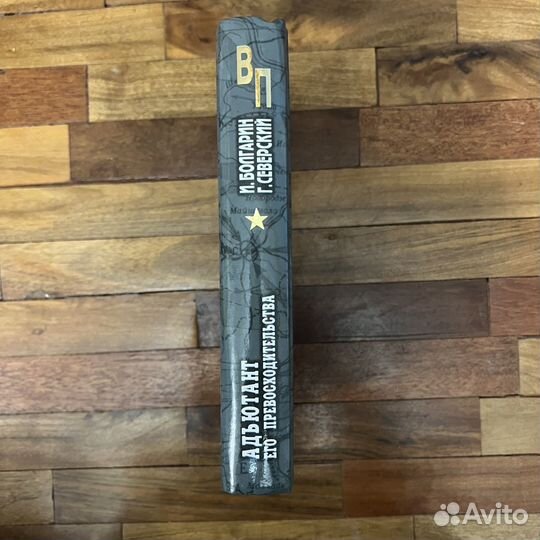 ВП
И. БОЛГАРИН
Г. СЕВЕРСКИЙ
АДЪЮТАНТ
ЕГО ПРЕВОСХОДИТЕЛЬСТВА
Avito